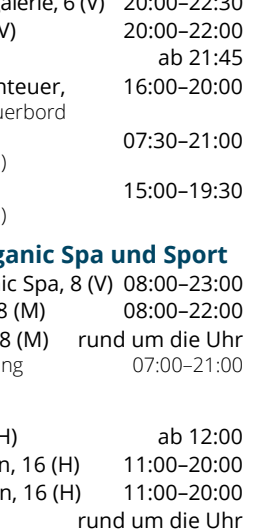 alerie, 6 (V) 20:00–22:30
V) 20:00–22:00
ab 21:45
nteuer, 16:00–20:00
uerbord
07:30–21:00
)
15:00–19:30
)
ganic Spa und Sport
ic Spa, 8 (V) 08:00–23:00
8 (M) 08:00–22:00
8 (M) rund um die Uhr
ng 07:00–21:00
H) ab 12:00
n, 16 (H) 11:00–20:00
n, 16 (H) 11:00–20:00
rund um die Uhr